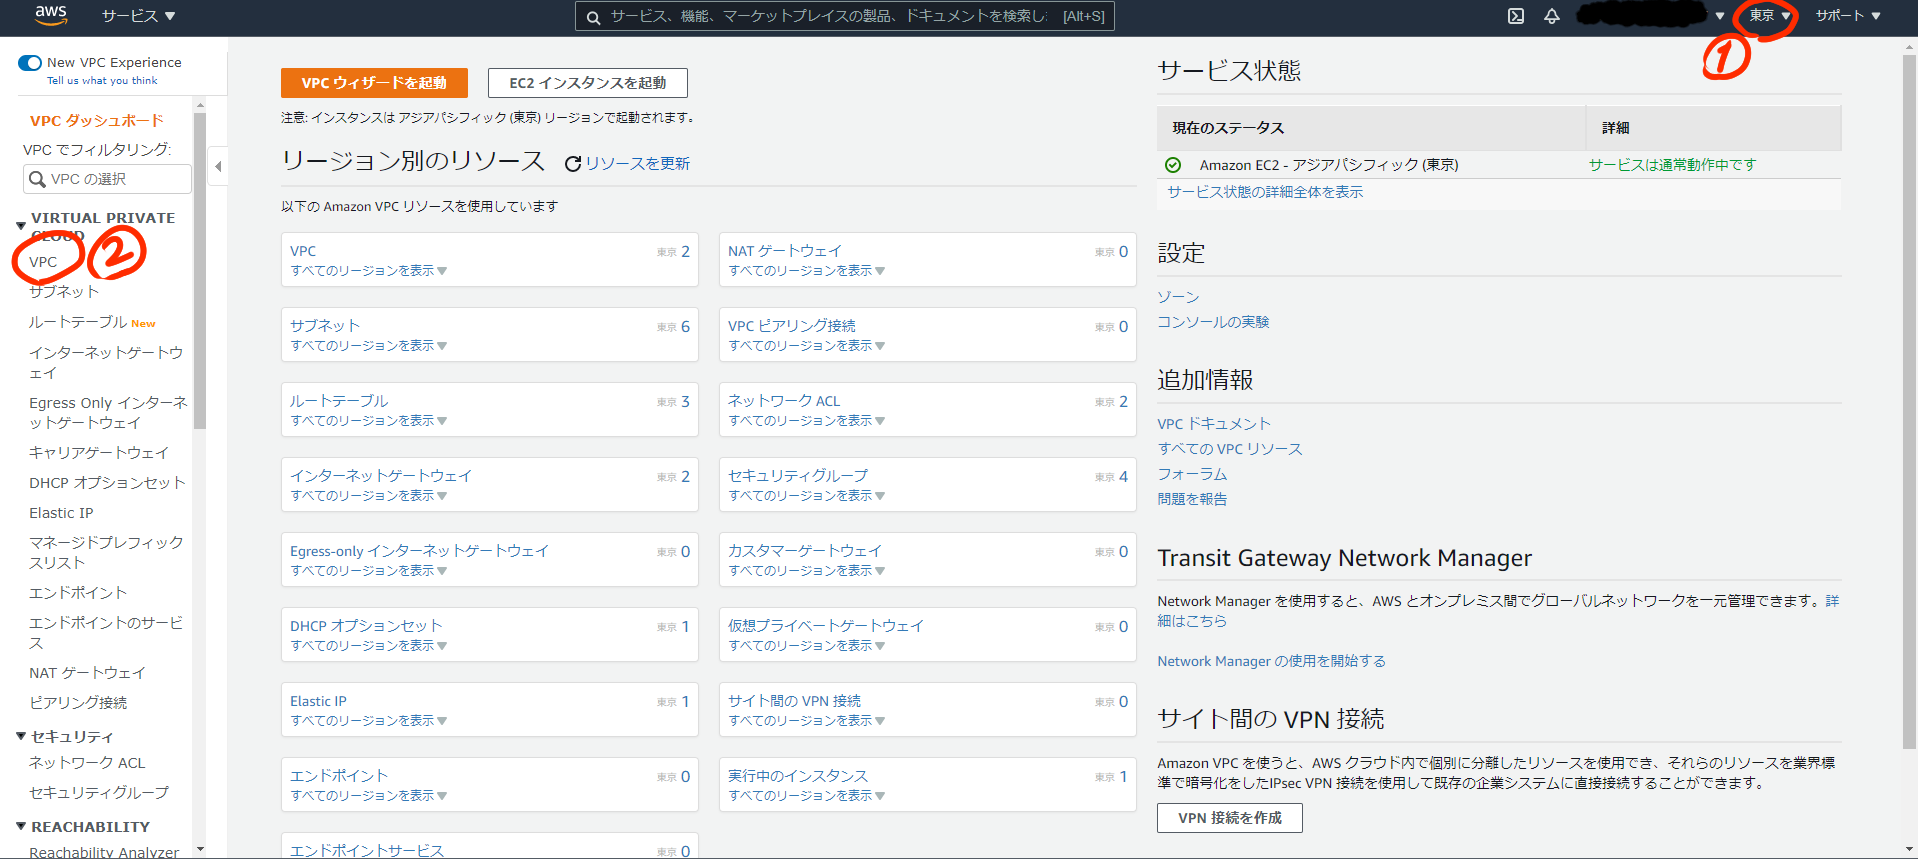 aws
サービス ▼
サービス、機能、マーケットプレイスの製品、ドキュメントを検索し
[Alt+S]
東京 ▼
サポート ▼
①
New VPC Experience
Tell us what you think
VPC ダッシュボード
VPC でフィルタリング:
VPC の選択
▼ VIRTUAL PRIVATE
CLOUD
②
VPC
サブネット
ルートテーブル New
インターネットゲートウ
ェイ
Egress Only インターネ
ットゲートウェイ
キャリアゲートウェイ
DHCP オプションセット
Elastic IP
マネージドプレフィック
スリスト
エンドポイント
エンドポイントのサービ
ス
NAT ゲートウェイ
ピアリング接続
▼ セキュリティ
ネットワーク ACL
セキュリティグループ
▼ REACHABILITY
Reachability Analyzer
VPC ウィザードを起動
EC2 インスタンスを起動
注意: インスタンスは アジアパシフィック (東京) リージョンで起動されます。
リージョン別のリソース
リソースを更新
以下の Amazon VPC リソースを使用しています
VPC 東京 2
すべてのリージョンを表示 ▼
NAT ゲートウェイ 東京 0
すべてのリージョンを表示 ▼
サブネット 東京 6
すべてのリージョンを表示 ▼
VPC ピアリング接続 東京 0
すべてのリージョンを表示 ▼
ルートテーブル 東京 3
すべてのリージョンを表示 ▼
ネットワーク ACL 東京 2
すべてのリージョンを表示 ▼
インターネットゲートウェイ 東京 2
すべてのリージョンを表示 ▼
セキュリティグループ 東京 4
すべてのリージョンを表示 ▼
Egress-only インターネットゲートウェイ 東京 0
すべてのリージョンを表示 ▼
カスタマーゲートウェイ 東京 0
すべてのリージョンを表示 ▼
DHCP オプションセット 東京 1
すべてのリージョンを表示 ▼
仮想プライベートゲートウェイ 東京 0
すべてのリージョンを表示 ▼
Elastic IP 東京 1
すべてのリージョンを表示 ▼
サイト間の VPN 接続 東京 0
すべてのリージョンを表示 ▼
エンドポイント 東京 0
すべてのリージョンを表示 ▼
実行中のインスタンス 東京 1
すべてのリージョンを表示 ▼
エンドポイントサービス 東京 0
サービス状態
現在のステータス 詳細
Amazon EC2 - アジアパシフィック (東京) サービスは通常動作中です
サービス状態の詳細全体を表示
設定
ゾーン
コンソールの実験
追加情報
VPC ドキュメント
すべての VPC リソース
フォーラム
問題を報告
Transit Gateway Network Manager
Network Manager を使用すると、AWS とオンプレミス間でグローバルネットワークを一元管理できます。詳
細はこちら
Network Manager の使用を開始する
サイト間の VPN 接続
Amazon VPC を使うと、AWS クラウド内で個別に分離したリソースを使用でき、それらのリソースを業界標
準で暗号化をしたIPsec VPN 接続を使用して既存の企業システムに直接接続することができます。
VPN 接続を作成